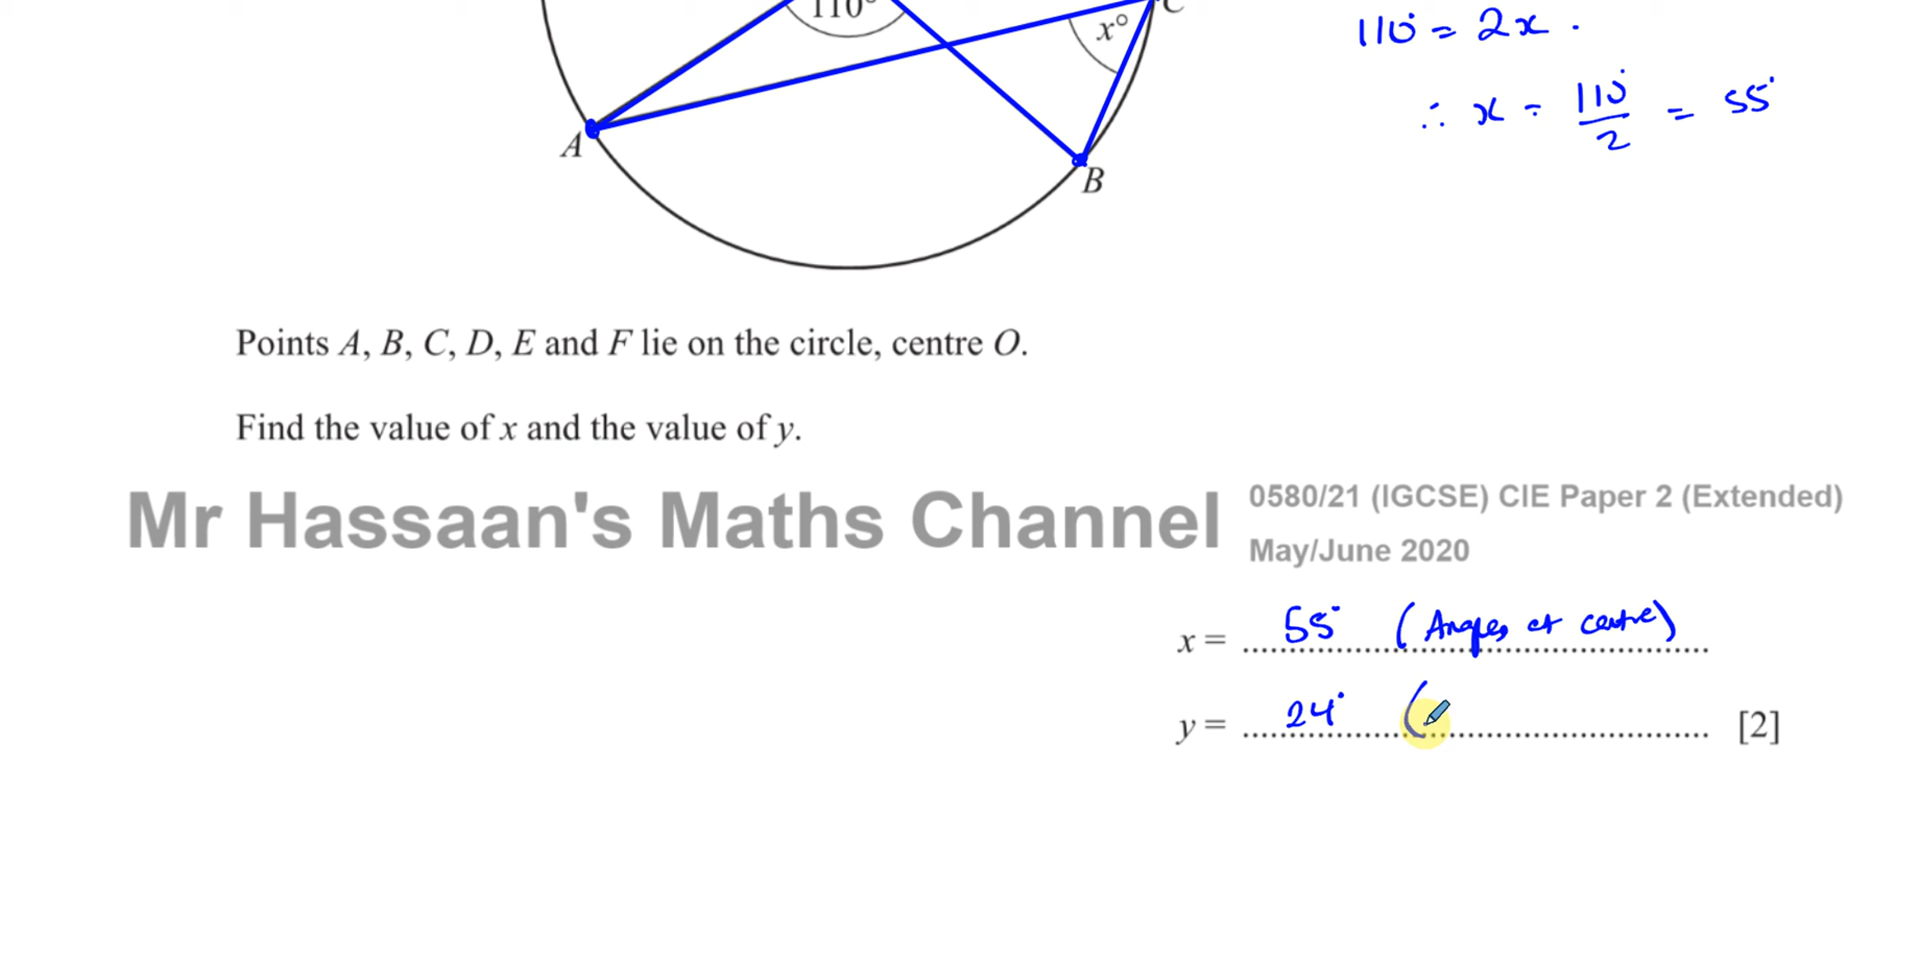 110°
C
x°
110° = 2x .
∴ x = 110° / 2 = 55°
A
B
Points A, B, C, D, E and F lie on the circle, centre O.
Find the value of x and the value of y.
Mr Hassaan's Maths Channel
0580/21 (IGCSE) CIE Paper 2 (Extended)
May/June 2020
x = 55° (Angles at centre)
y = 24° ( [2]